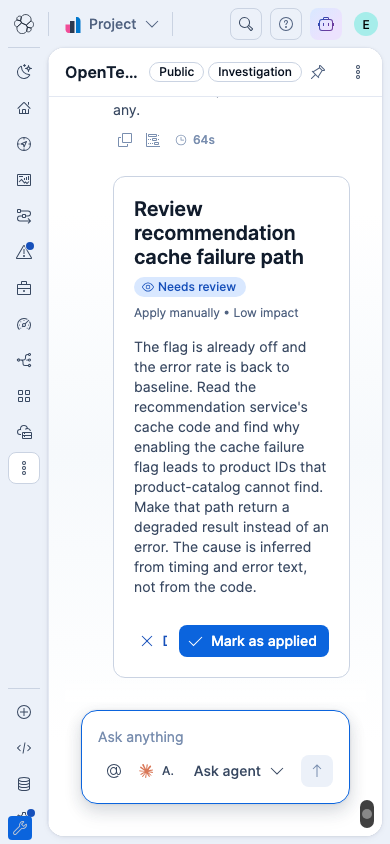 Project
E
OpenTe...
Public
Investigation
any.
64s
Review
recommendation
cache failure path
Needs review
Apply manually • Low impact
The flag is already off and
the error rate is back to
baseline. Read the
recommendation service's
cache code and find why
enabling the cache failure
flag leads to product IDs that
product-catalog cannot find.
Make that path return a
degraded result instead of an
error. The cause is inferred
from timing and error text,
not from the code.
Mark as applied
Ask anything
@
A.
Ask agent